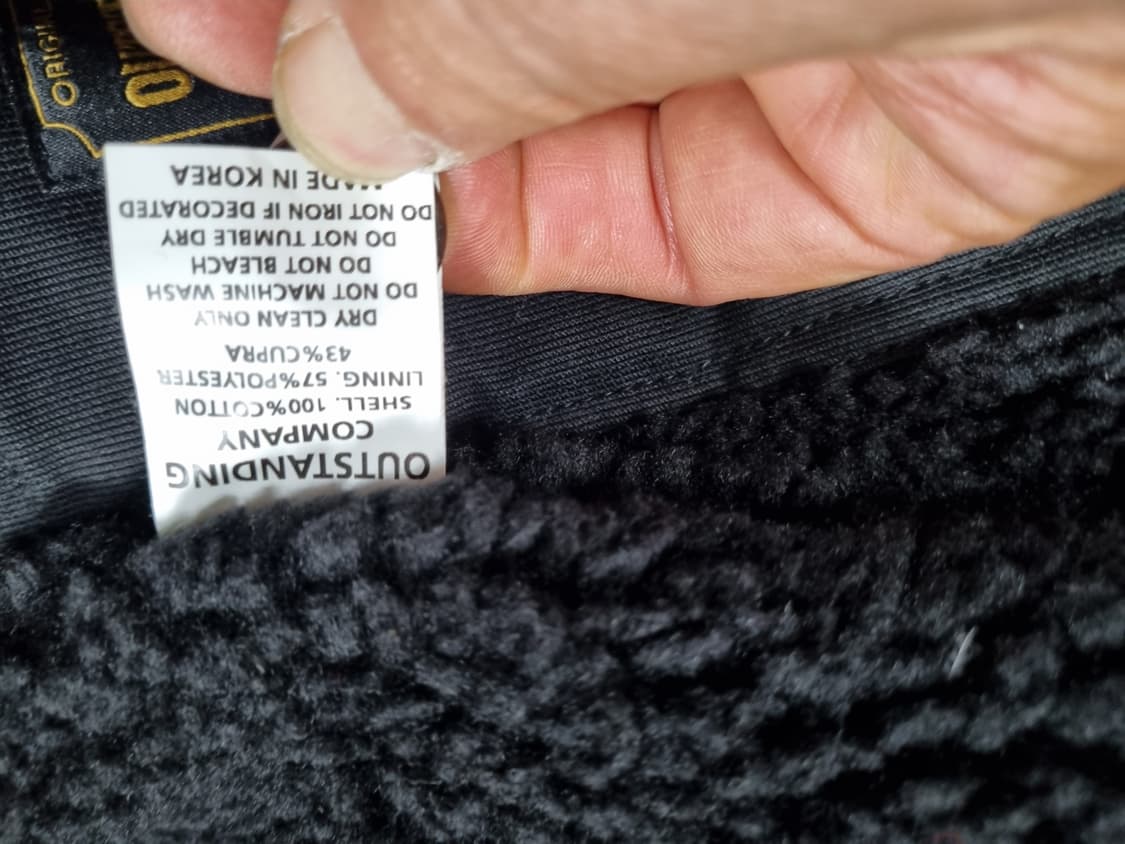 OUTSTANDING
COMPANY
SHELL. 100%COTTON
LINING. 57%POLYESTER
43%CUPRA
DRY CLEAN ONLY
DO NOT MACHINE WASH
DO NOT BLEACH
DO NOT TUMBLE DRY
DO NOT IRON IF DECORATED
MADE IN KOREA